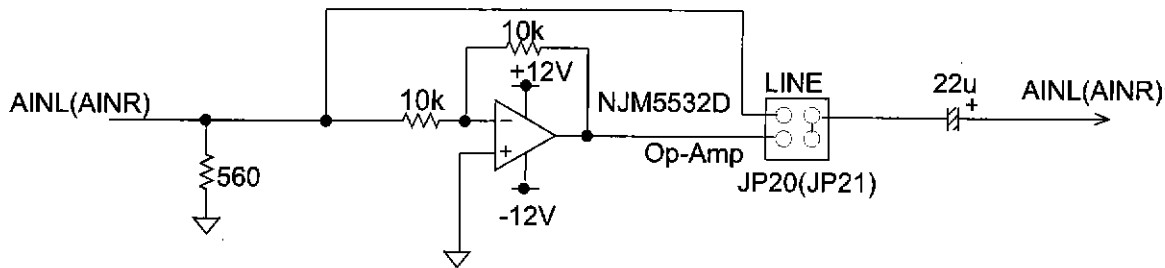 10k
+12V
LINE
22u
+
AINL(AINR)
AINL(AINR)
10k
NJM5532D
−
+
Op-Amp
560
JP20(JP21)
-12V